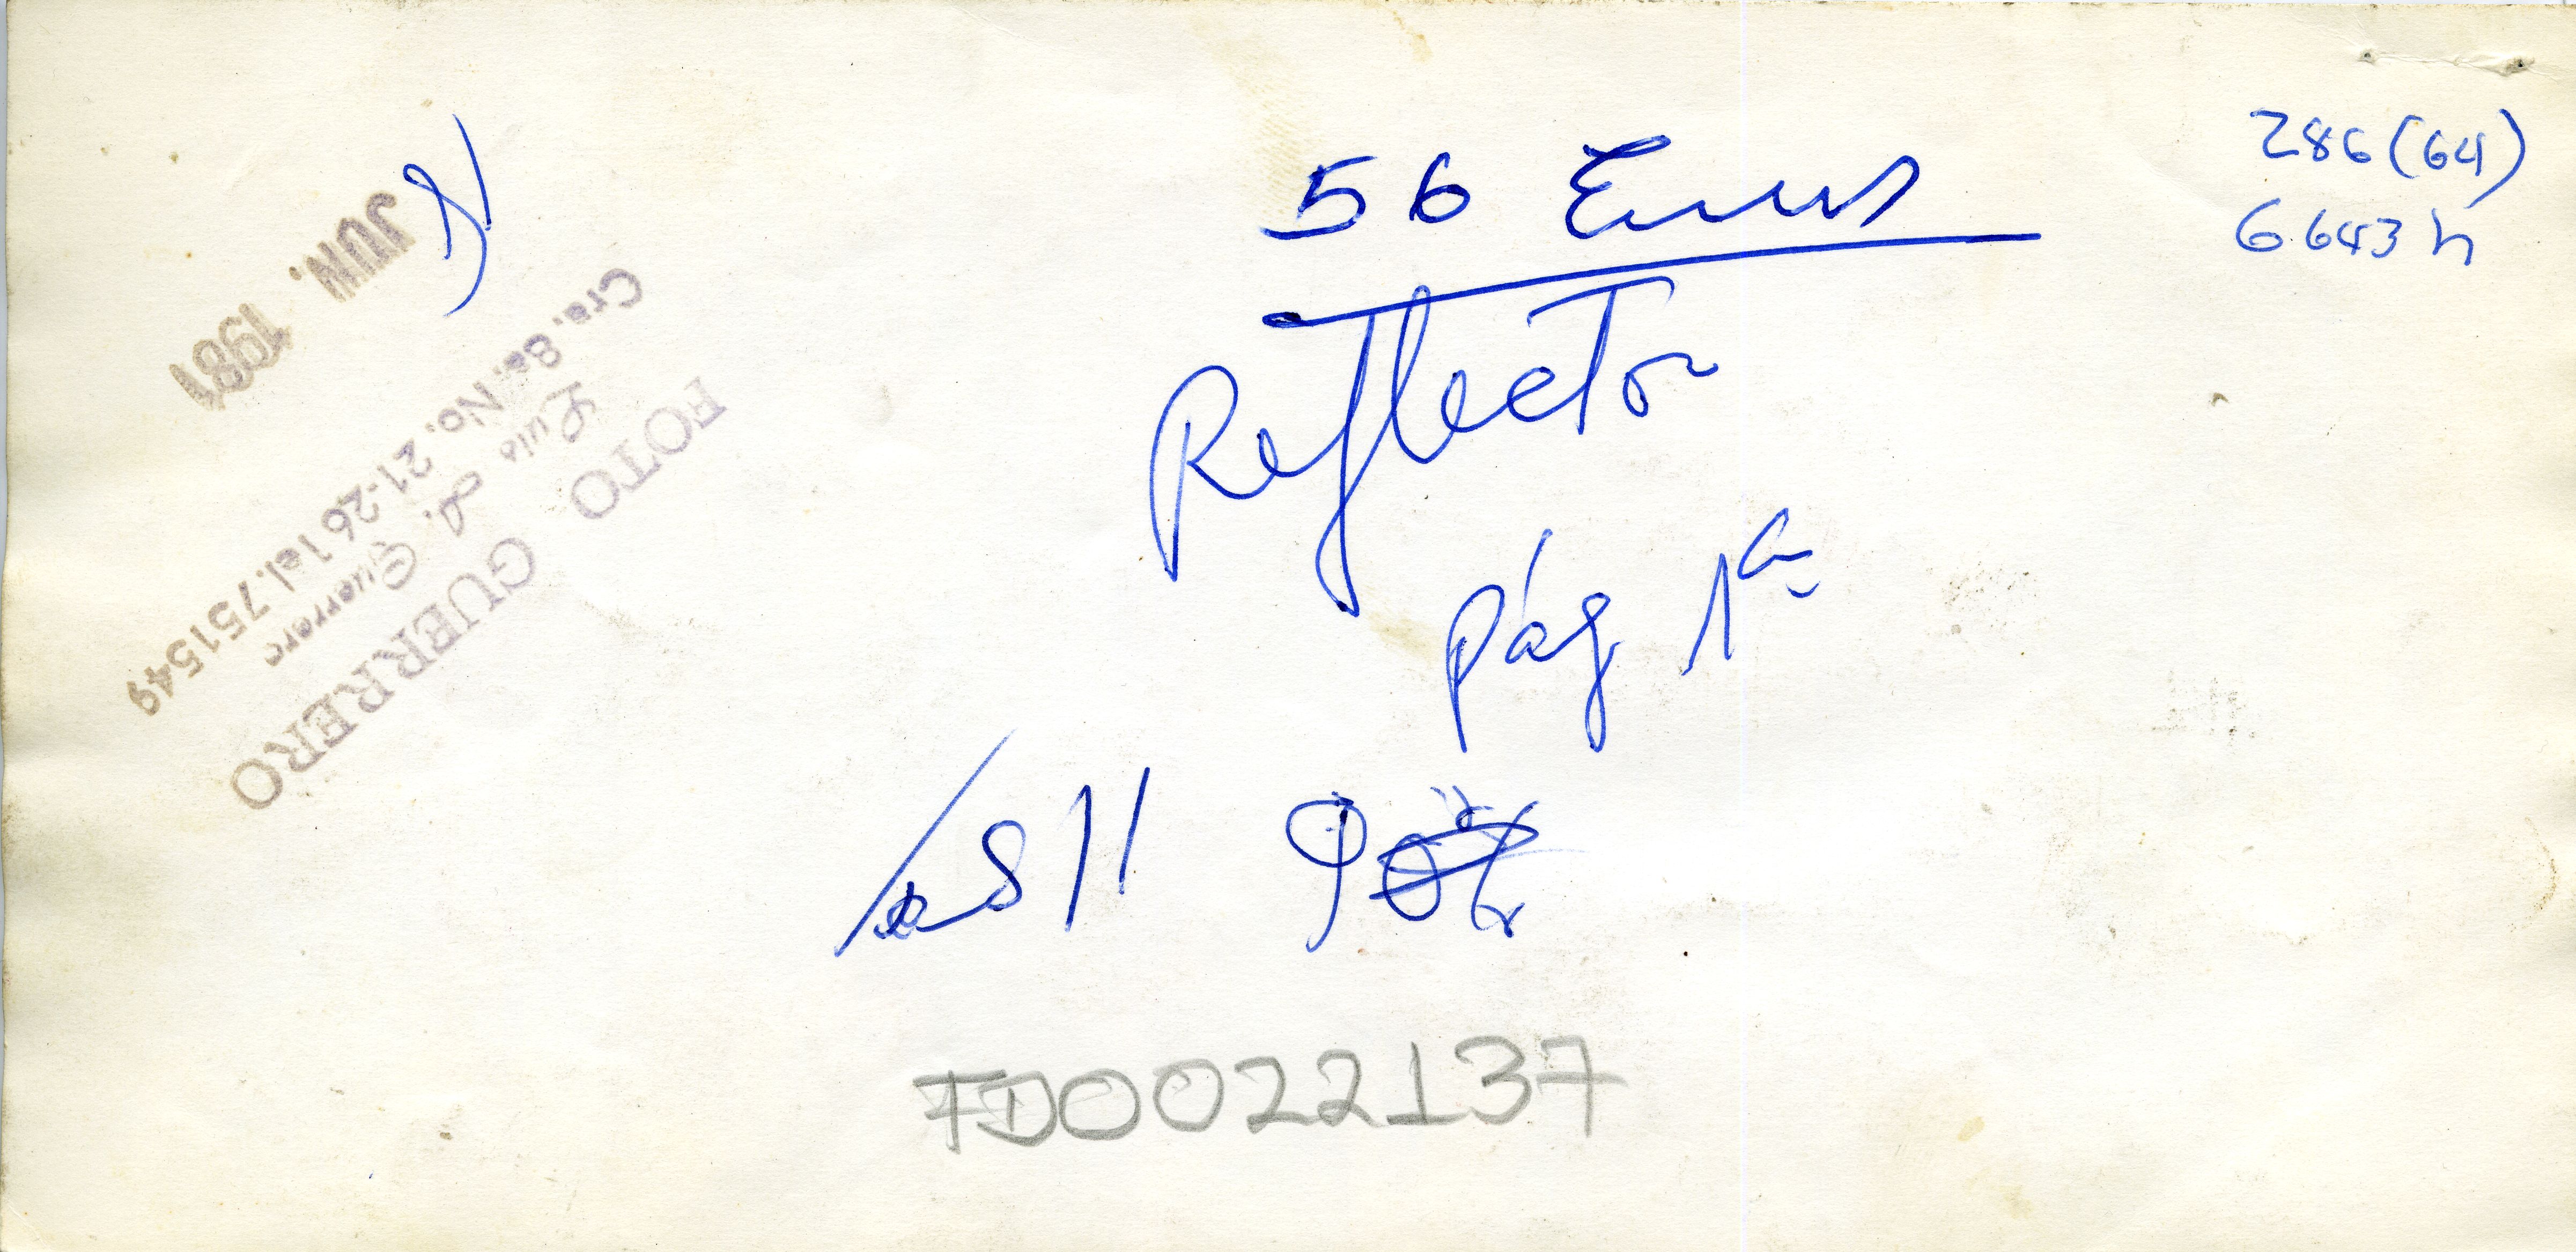 286(64)
6643 h
56 Ems
Reflector
pág 1ª
811
FD0022137
JUN. 1981
FOTO GUERRERO
Luis A. Guerrero
Cra. 8a. No. 21-26 Tel. 751549